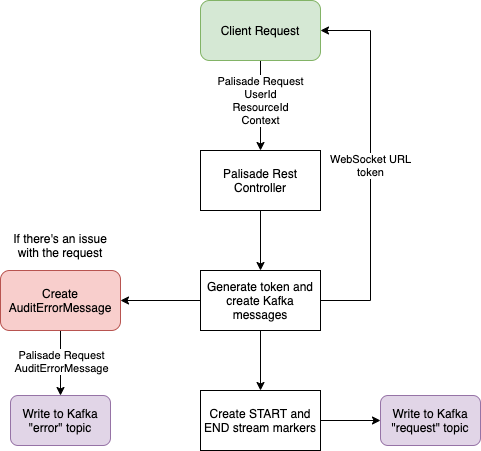 Client Request
Palisade Request
UserId
ResourceId
Context
WebSocket URL
token
Palisade Rest
Controller
If there's an issue
with the request
Create
AuditErrorMessage
Generate token and
create Kafka
messages
Palisade Request
AuditErrorMessage
Write to Kafka
"error" topic
Create START and
END stream markers
Write to Kafka
"request" topic